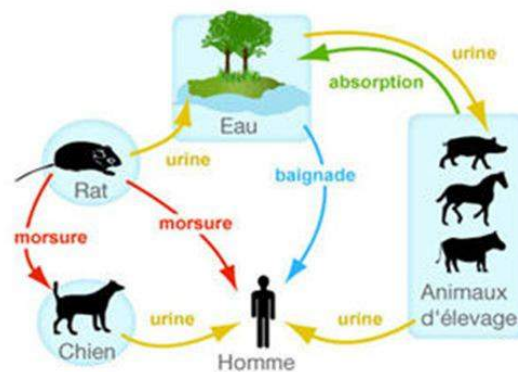 urine
absorption
Eau
urine
baignade
Rat
morsure
morsure
Animaux
d'élevage
urine
urine
Chien
Homme